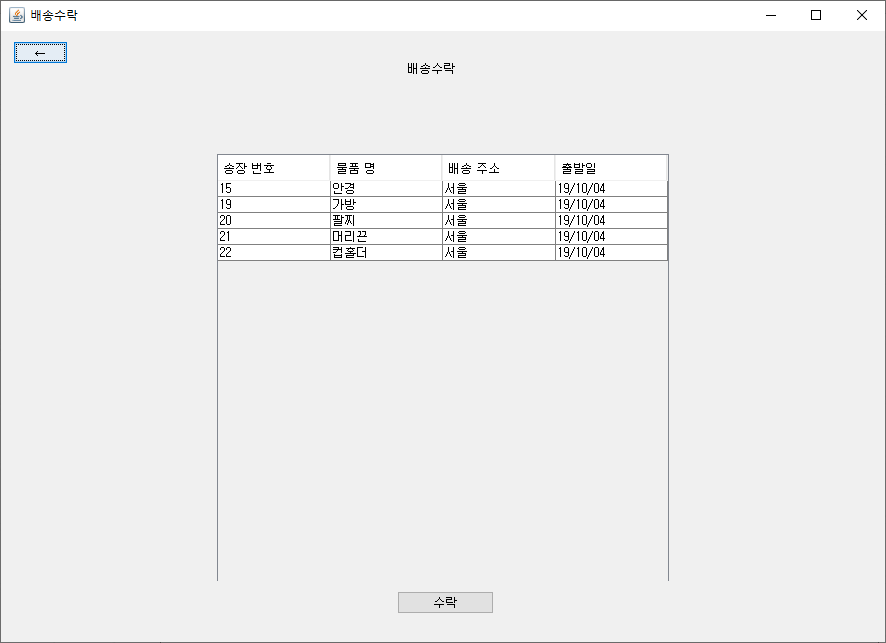 배송수락
←
배송수락
송장 번호 물품 명 배송 주소 출발일
15 안경 서울 19/10/04
19 가방 서울 19/10/04
20 팔찌 서울 19/10/04
21 머리끈 서울 19/10/04
22 컵홀더 서울 19/10/04
수락